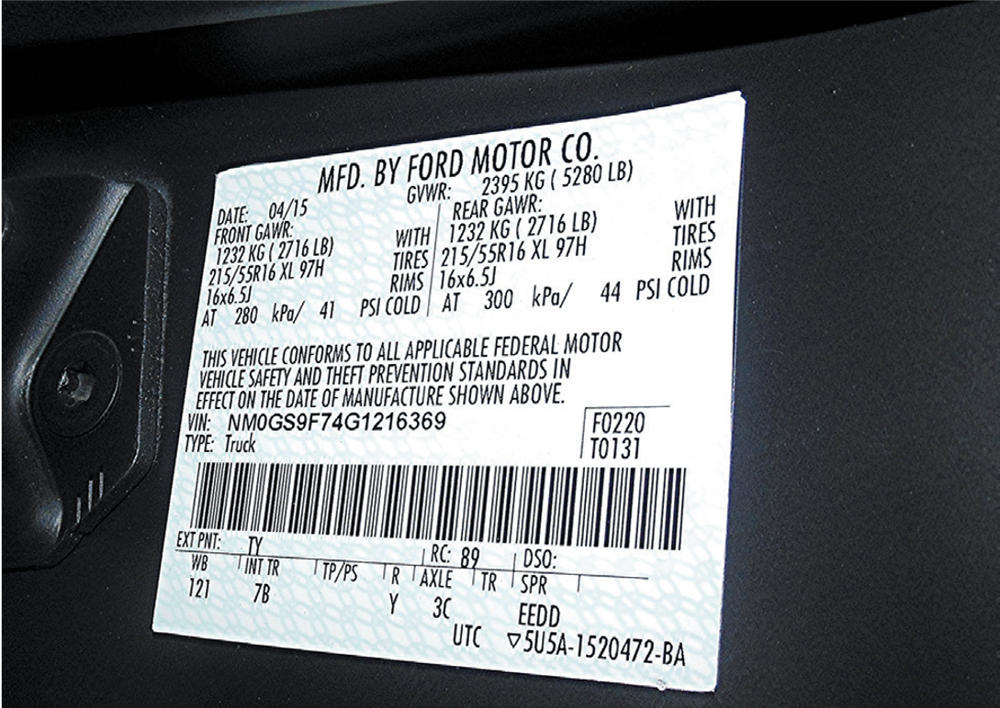 MFD. BY FORD MOTOR CO.
DATE: 04/15 GVWR: 2395 KG ( 5280 LB)
FRONT GAWR: REAR GAWR:
1232 KG ( 2716 LB) WITH 1232 KG ( 2716 LB) WITH
215/55R16 XL 97H TIRES 215/55R16 XL 97H TIRES
16x6.5J RIMS 16x6.5J RIMS
AT 280 kPa/ 41 PSI COLD AT 300 kPa/ 44 PSI COLD
THIS VEHICLE CONFORMS TO ALL APPLICABLE FEDERAL MOTOR
VEHICLE SAFETY AND THEFT PREVENTION STANDARDS IN
EFFECT ON THE DATE OF MANUFACTURE SHOWN ABOVE.
VIN: NM0GS9F74G1216369 F0220
TYPE: Truck T0131
EXT PNT: TY RC: 89 DSO:
WB INT TR TP/PS R AXLE TR SPR
121 7B Y 3C EEDD
UTC ▽5U5A-1520472-BA